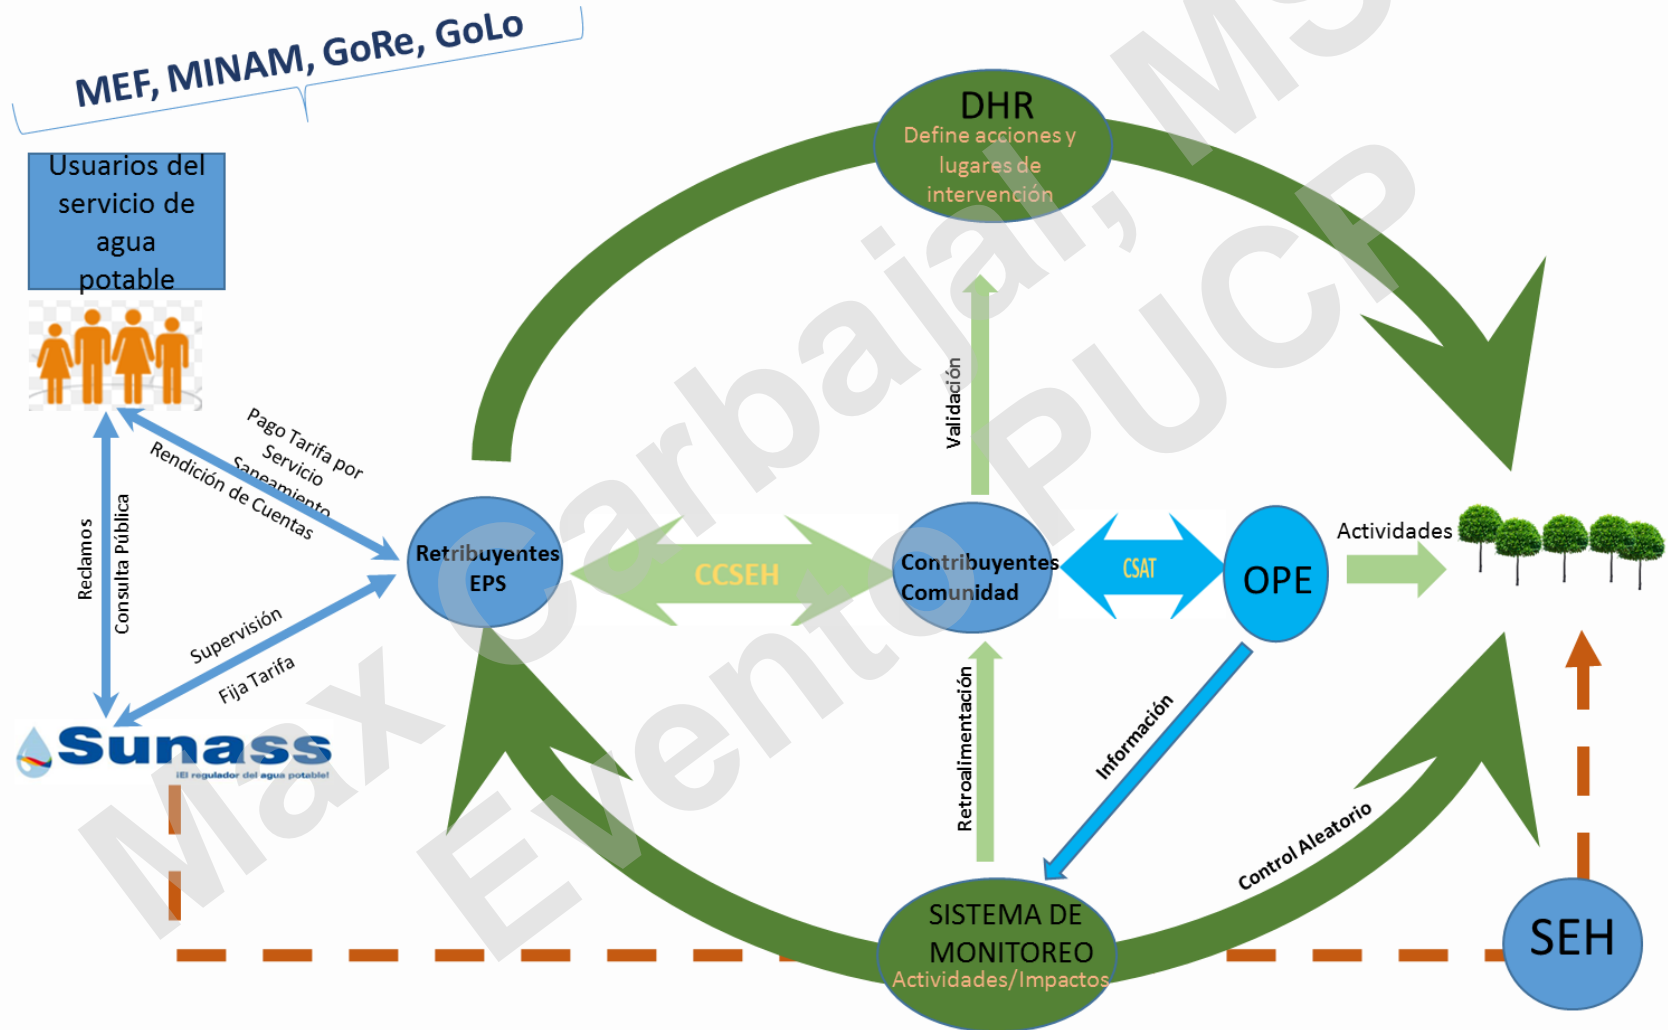 MEF, MINAM, GoRe, GoLo
Usuarios del
servicio de
agua
potable
Pago Tarifa por
Servicio
Saneamiento
Rendición de Cuentas
Reclamos
Consulta Pública
Supervisión
Fija Tarifa
Sunass
¡El regulador del agua potable!
DHR
Define acciones y
lugares de
intervención
Validación
Retribuyentes
EPS
CCSEH
Contribuyentes
Comunidad
CSAT
OPE
Actividades
Retroalimentación
Información
Control Aleatorio
SISTEMA DE
MONITOREO
Actividades/Impactos
SEH
Max Carbajal, MS
Evento PUCP